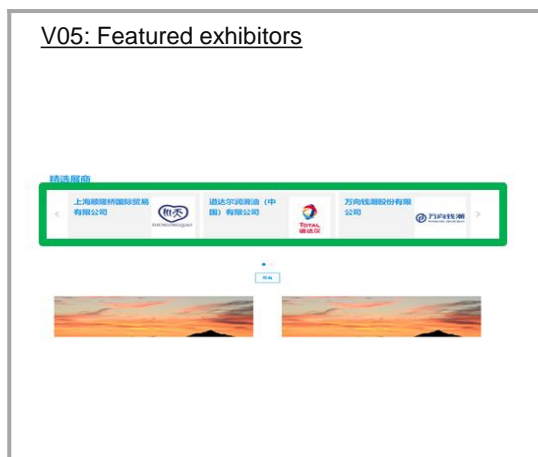 V05: Featured exhibitors
精选展商
上海顺隆桥国际贸易
有限公司
道达尔润滑油（中
国）有限公司
TOTAL
道达尔
万向钱潮股份有限
公司
万向钱潮